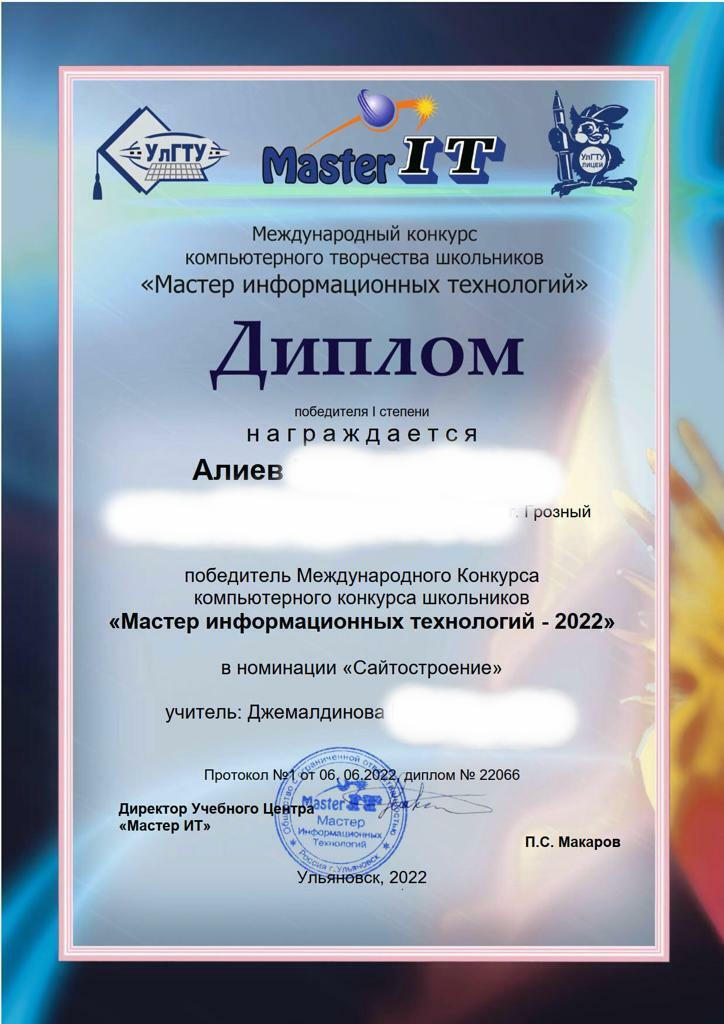 УлГТУ
Master IT
УлГТУ
ЛИЦЕЙ
Международный конкурс
компьютерного творчества школьников
«Мастер информационных технологий»
Диплом
победителя I степени
награждается
Алиев
г. Грозный
победитель Международного Конкурса
компьютерного конкурса школьников
«Мастер информационных технологий - 2022»
в номинации «Сайтостроение»
учитель: Джемалдинова
Протокол №1 от 06. 06.2022, диплом № 22066
Директор Учебного Центра
«Мастер ИТ»
Общество с ограниченной ответственностью
Master IT
Мастер
Информационных
Технологий
Россия г. Ульяновск
П.С. Макаров
Ульяновск, 2022